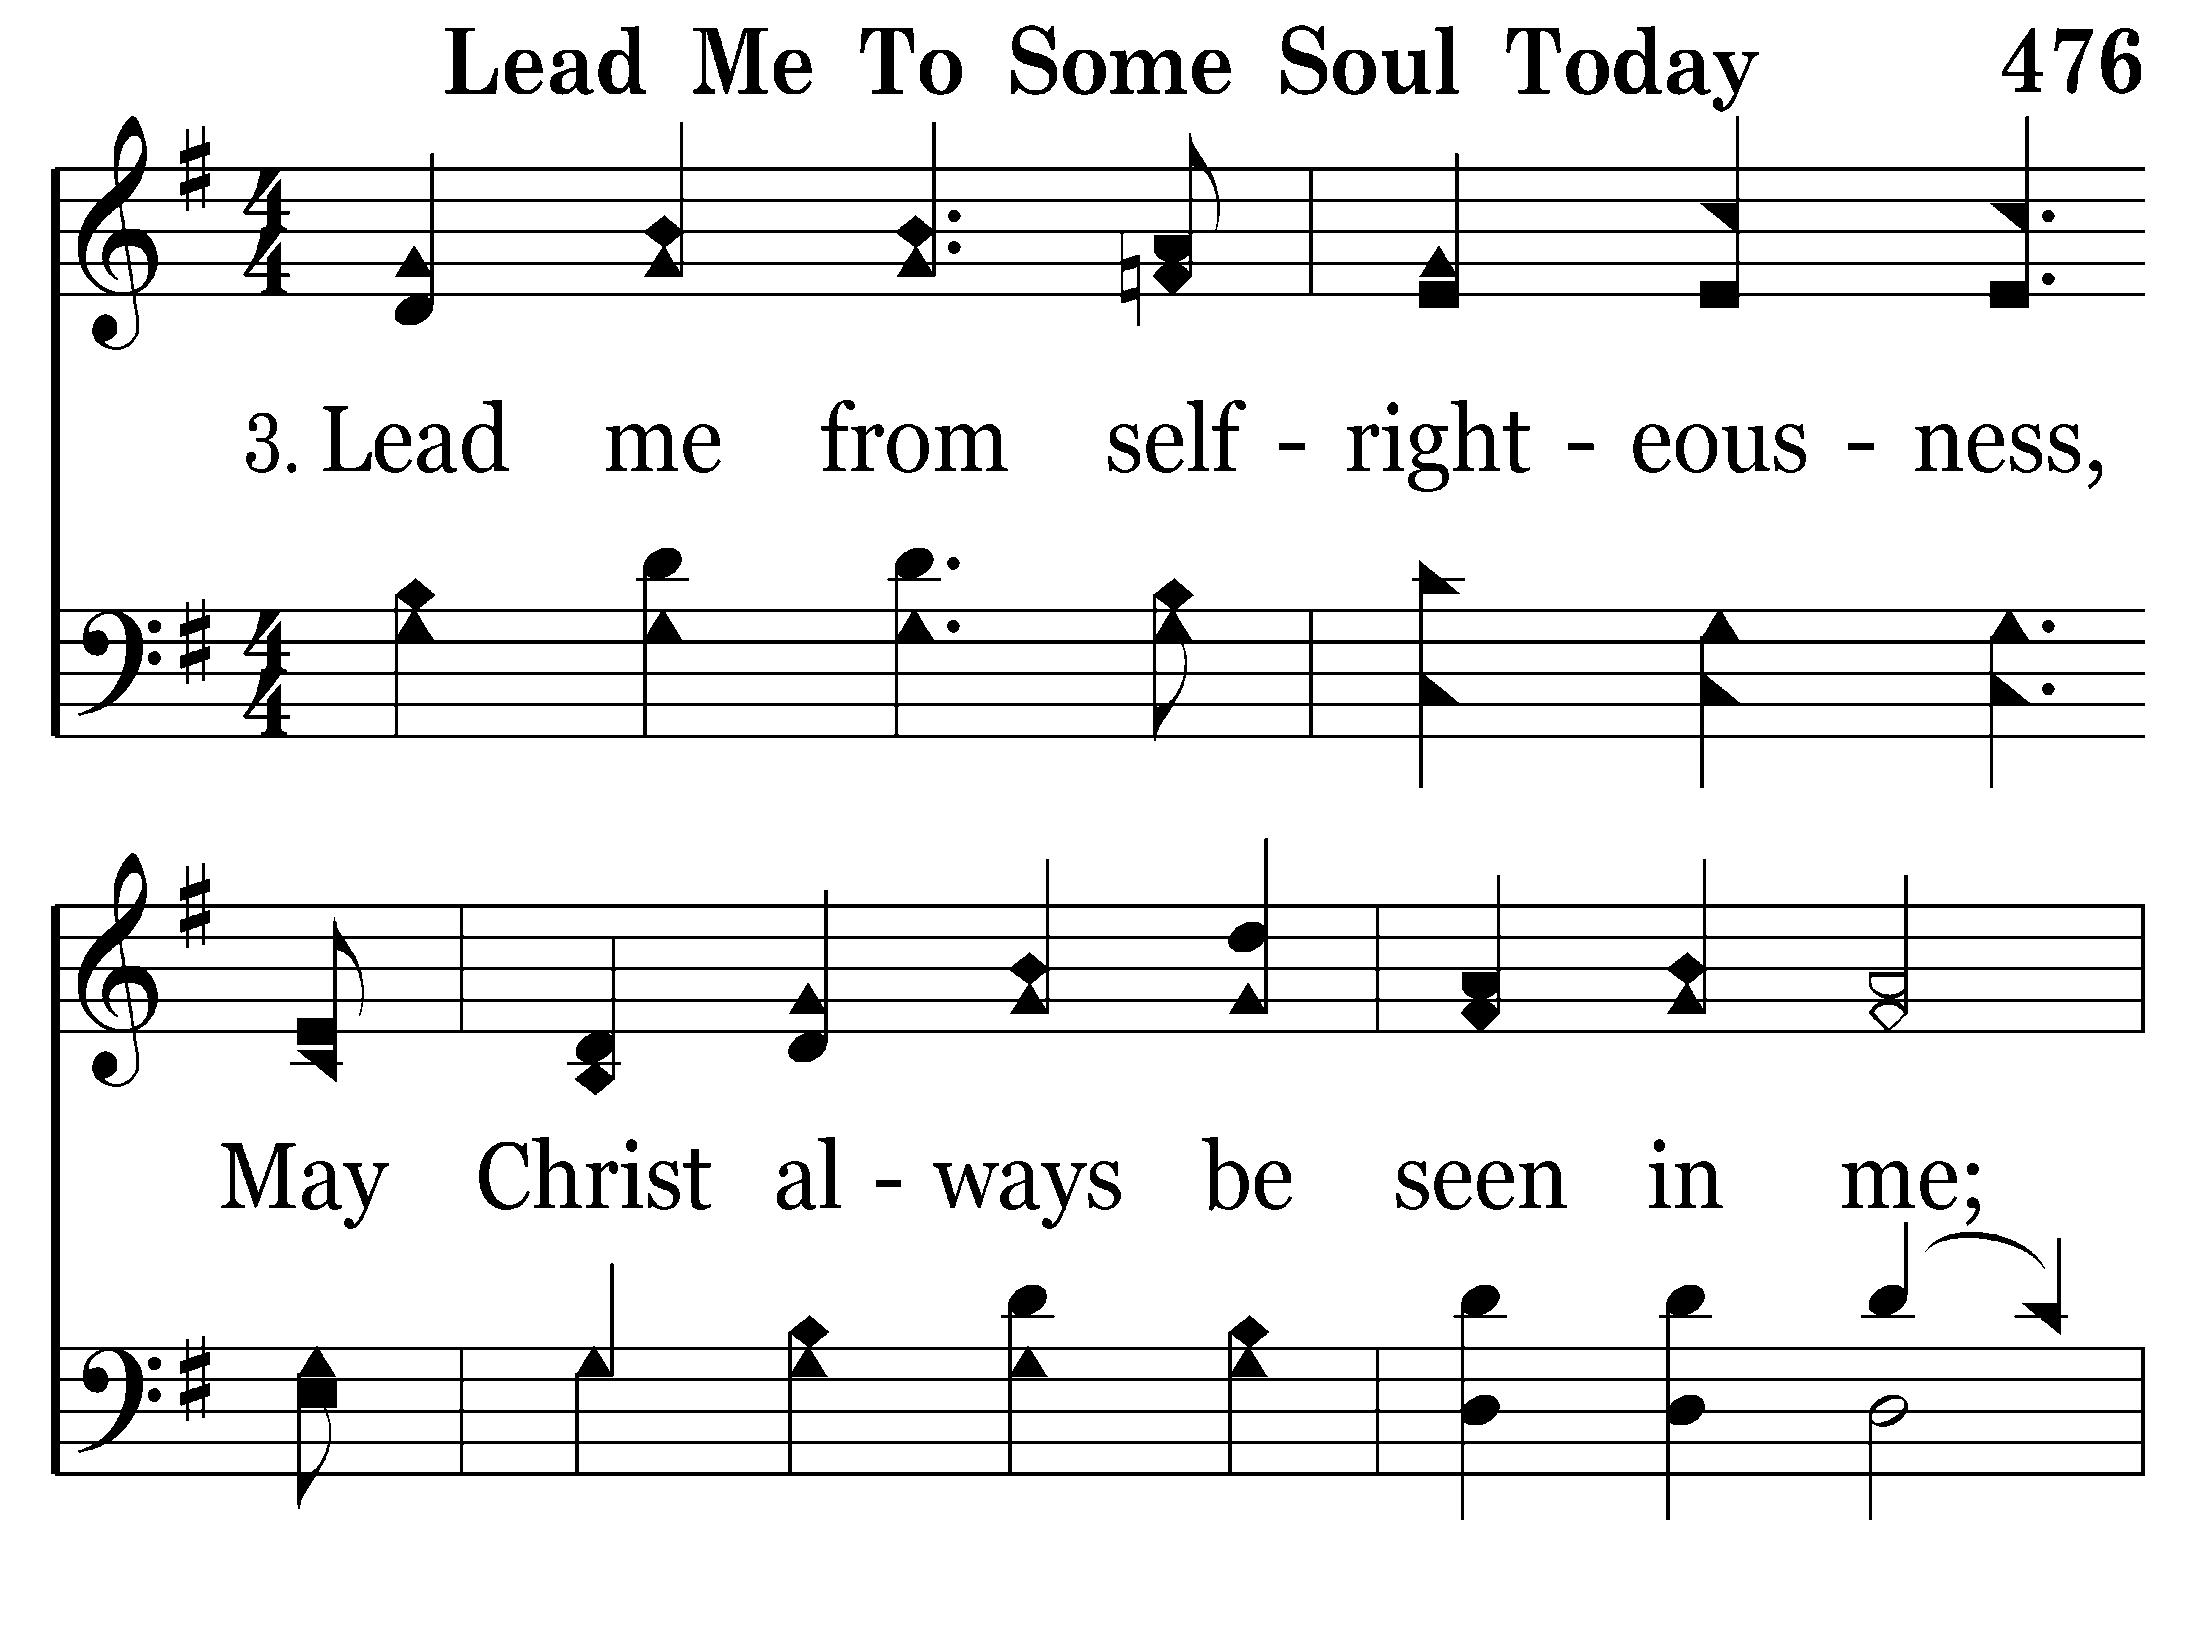 Lead Me To Some Soul Today 476
3. Lead me from self - right - eous - ness,
May Christ al - ways be seen in me;